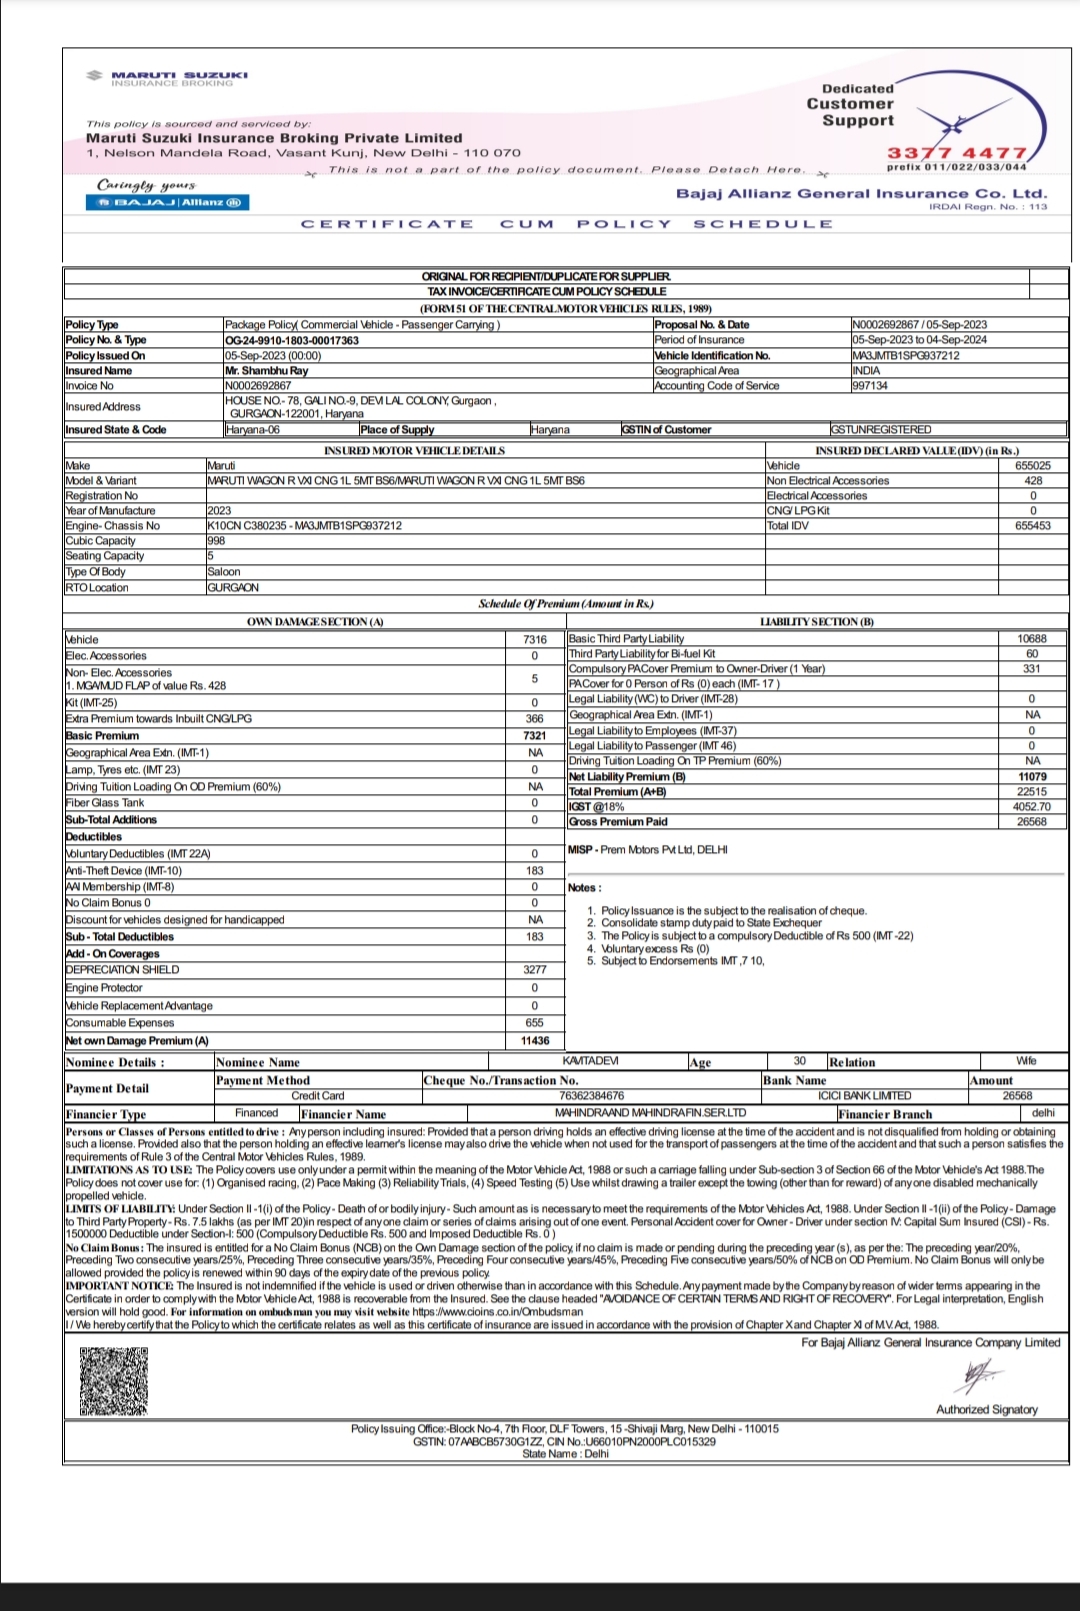 MARUTI SUZUKI
INSURANCE BROKING
Dedicated
Customer
Support
This policy is sourced and serviced by:
Maruti Suzuki Insurance Broking Private Limited
1, Nelson Mandela Road, Vasant Kunj, New Delhi - 110 070
3377 4477
prefix 011/022/033/044
This is not a part of the policy document. Please Detach Here.
Caringly yours
BAJAJ | Allianz
Bajaj Allianz General Insurance Co. Ltd.
IRDAI Regn. No. : 113
CERTIFICATE CUM POLICY SCHEDULE
ORIGINAL FOR RECIPIENT/DUPLICATE FOR SUPPLIER
TAX INVOICE/CERTIFICATE CUM POLICY SCHEDULE
(FORM 51 OF THE CENTRAL MOTOR VEHICLES RULES, 1989)
Policy Type Package Policy( Commercial Vehicle - Passenger Carrying ) Proposal No. & Date N0002692867 / 05-Sep-2023
Policy No. & Type OG-24-9910-1803-00017363 Period of Insurance 05-Sep-2023 to 04-Sep-2024
Policy Issued On 05-Sep-2023 (00:00) Vehicle Identification No. MA3JMTB1SPG937212
Insured Name Mr. Shambhu Ray Geographical Area INDIA
Invoice No N0002692867 Accounting Code of Service 997134
Insured Address HOUSE NO.- 78, GALI NO.-9, DEVI LAL COLONY, Gurgaon ,
GURGAON-122001, Haryana
Insured State & Code Haryana-06 Place of Supply Haryana GSTIN of Customer GSTUNREGISTERED
INSURED MOTOR VEHICLE DETAILS INSURED DECLARED VALUE (IDV) (in Rs.)
Make Maruti Vehicle 655025
Model & Variant MARUTI WAGON R VXI CNG 1L 5MT BS6/MARUTI WAGON R VXI CNG 1L 5MT BS6 Non Electrical Accessories 428
Registration No Electrical Accessories 0
Year of Manufacture 2023 CNG/ LPG Kit 0
Engine- Chassis No K10CN C380235 - MA3JMTB1SPG937212 Total IDV 655453
Cubic Capacity 998
Seating Capacity 5
Type Of Body Saloon
RTO Location GURGAON
Schedule Of Premium (Amount in Rs.)
OWN DAMAGE SECTION (A)
Vehicle 7316
Elec. Accessories 0
Non- Elec. Accessories
1. MGA/MUD FLAP of value Rs. 428 5
Kit (IMT-25) 0
Extra Premium towards Inbuilt CNG/LPG 366
Basic Premium 7321
Geographical Area Extn. (IMT-1) NA
Lamp, Tyres etc. (IMT 23) 0
Driving Tuition Loading On OD Premium (60%) NA
Fiber Glass Tank 0
Sub-Total Additions 0
Deductibles
Voluntary Deductibles (IMT 22A) 0
Anti-Theft Device (IMT-10) 183
AAI Membership (IMT-8) 0
No Claim Bonus 0 0
Discount for vehicles designed for handicapped NA
Sub - Total Deductibles 183
Add - On Coverages
DEPRECIATION SHIELD 3277
Engine Protector 0
Vehicle Replacement Advantage 0
Consumable Expenses 655
Net own Damage Premium (A) 11436
LIABILITY SECTION (B)
Basic Third Party Liability 10688
Third Party Liability for Bi-fuel Kit 60
Compulsory PA Cover Premium to Owner-Driver (1 Year) 331
PA Cover for 0 Person of Rs (0) each (IMT- 17 )
Legal Liability (WC) to Driver (IMT-28) 0
Geographical Area Extn. (IMT-1) NA
Legal Liability to Employees (IMT-37) 0
Legal Liability to Passenger (IMT 46) 0
Driving Tuition Loading On TP Premium (60%) NA
Net Liability Premium (B) 11079
Total Premium (A+B) 22515
IGST @18% 4052.70
Gross Premium Paid 26568
MISP - Prem Motors Pvt Ltd, DELHI
Notes :
1. Policy Issuance is the subject to the realisation of cheque.
2. Consolidate stamp duty paid to State Exchequer
3. The Policy is subject to a compulsory Deductible of Rs 500 (IMT -22)
4. Voluntary excess Rs (0)
5. Subject to Endorsements IMT ,7 10,
Nominee Details : Nominee Name KAVITA DEVI Age 30 Relation Wife
Payment Detail Payment Method Cheque No./Transaction No. Bank Name Amount
Credit Card 76362384676 ICICI BANK LIMITED 26568
Financier Type Financed Financier Name MAHINDRA AND MAHINDRA FIN.SER.LTD Financier Branch delhi
Persons or Classes of Persons entitled to drive : Any person including insured: Provided that a person driving holds an effective driving license at the time of the accident and is not disqualified from holding or obtaining
such a license. Provided also that the person holding an effective learner's license may also drive the vehicle when not used for the transport of passengers at the time of the accident and that such a person satisfies the
requirements of Rule 3 of the Central Motor Vehicles Rules, 1989.
LIMITATIONS AS TO USE: The Policy covers use only under a permit within the meaning of the Motor Vehicle Act, 1988 or such a carriage falling under Sub-section 3 of Section 66 of the Motor Vehicle's Act 1988.The
Policy does not cover use for: (1) Organised racing, (2) Pace Making (3) Reliability Trials, (4) Speed Testing (5) Use whilst drawing a trailer except the towing (other than for reward) of any one disabled mechanically
propelled vehicle.
LIMITS OF LIABILITY: Under Section II -1(i) of the Policy - Death of or bodily injury - Such amount as is necessary to meet the requirements of the Motor Vehicles Act, 1988. Under Section II -1(ii) of the Policy - Damage
to Third Party Property - Rs. 7.5 lakhs (as per IMT 20)in respect of any one claim or series of claims arising out of one event. Personal Accident cover for Owner - Driver under section IV: Capital Sum Insured (CSI) - Rs.
1500000 Deductible under Section-I: 500 (Compulsory Deductible Rs. 500 and Imposed Deductible Rs. 0 )
No Claim Bonus : The insured is entitled for a No Claim Bonus (NCB) on the Own Damage section of the policy, if no claim is made or pending during the preceding year (s), as per the: The preceding year/20%,
Preceding Two consecutive years/25%, Preceding Three consecutive years/35%, Preceding Four consecutive years/45%, Preceding Five consecutive years/50% of NCB on OD Premium. No Claim Bonus will only be
allowed provided the policy is renewed within 90 days of the expiry date of the previous policy.
IMPORTANT NOTICE: The Insured is not indemnified if the vehicle is used or driven otherwise than in accordance with this Schedule. Any payment made by the Company by reason of wider terms appearing in the
Certificate in order to comply with the Motor Vehicle Act, 1988 is recoverable from the Insured. See the clause headed "AVOIDANCE OF CERTAIN TERMS AND RIGHT OF RECOVERY". For Legal interpretation, English
version will hold good. For information on ombudsman you may visit website https://www.cioins.co.in/Ombudsman
I / We hereby certify that the Policy to which the certificate relates as well as this certificate of insurance are issued in accordance with the provision of Chapter X and Chapter XI of M.V. Act, 1988.
For Bajaj Allianz General Insurance Company Limited
Authorized Signatory
Policy Issuing Office:-Block No-4, 7th Floor, DLF Towers, 15 -Shivaji Marg, New Delhi - 110015
GSTIN: 07AABCB5730G1ZZ, CIN No.:U66010PN2000PLC015329
State Name : Delhi